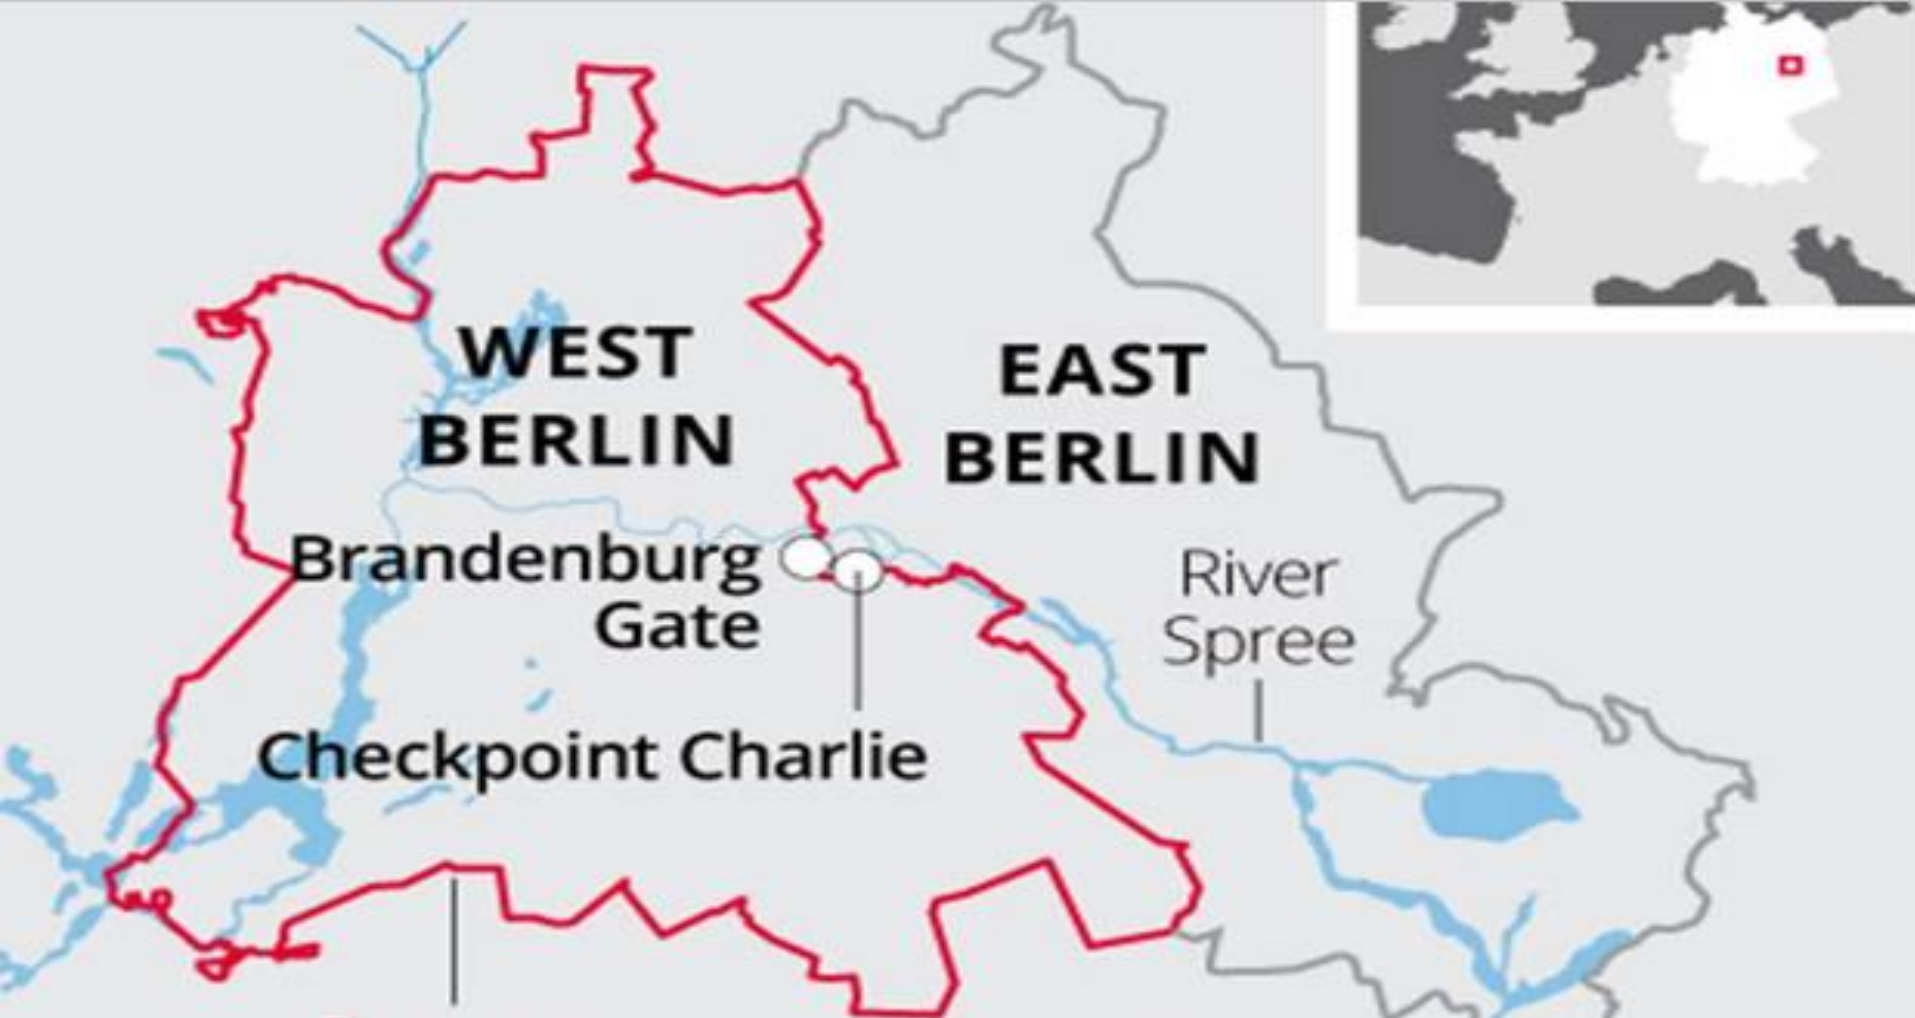 WEST
BERLIN
EAST
BERLIN
Brandenburg
Gate
River
Spree
Checkpoint Charlie